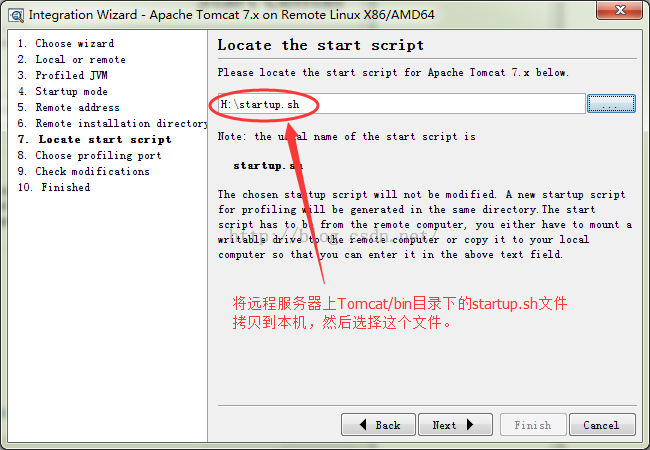 Integration Wizard - Apache Tomcat 7.x on Remote Linux X86/AMD64
1. Choose wizard
2. Local or remote
3. Profiled JVM
4. Startup mode
5. Remote address
6. Remote installation directory
7. Locate start script
8. Choose profiling port
9. Check modifications
10. Finished
Locate the start script
Please locate the start script for Apache Tomcat 7.x below.
H:\startup.sh
...
Note: the usual name of the start script is
startup.sh
The chosen startup script will not be modified. A new startup script
for profiling will be generated in the same directory.The start
script has to be from the remote computer, you either have to mount a
writable drive to the remote computer or copy it to your local
computer so that you can enter it in the above text field.
http://blog.csdn.net/
将远程服务器上Tomcat/bin目录下的startup.sh文件
拷贝到本机，然后选择这个文件。
Back
Next
Finish
Cancel